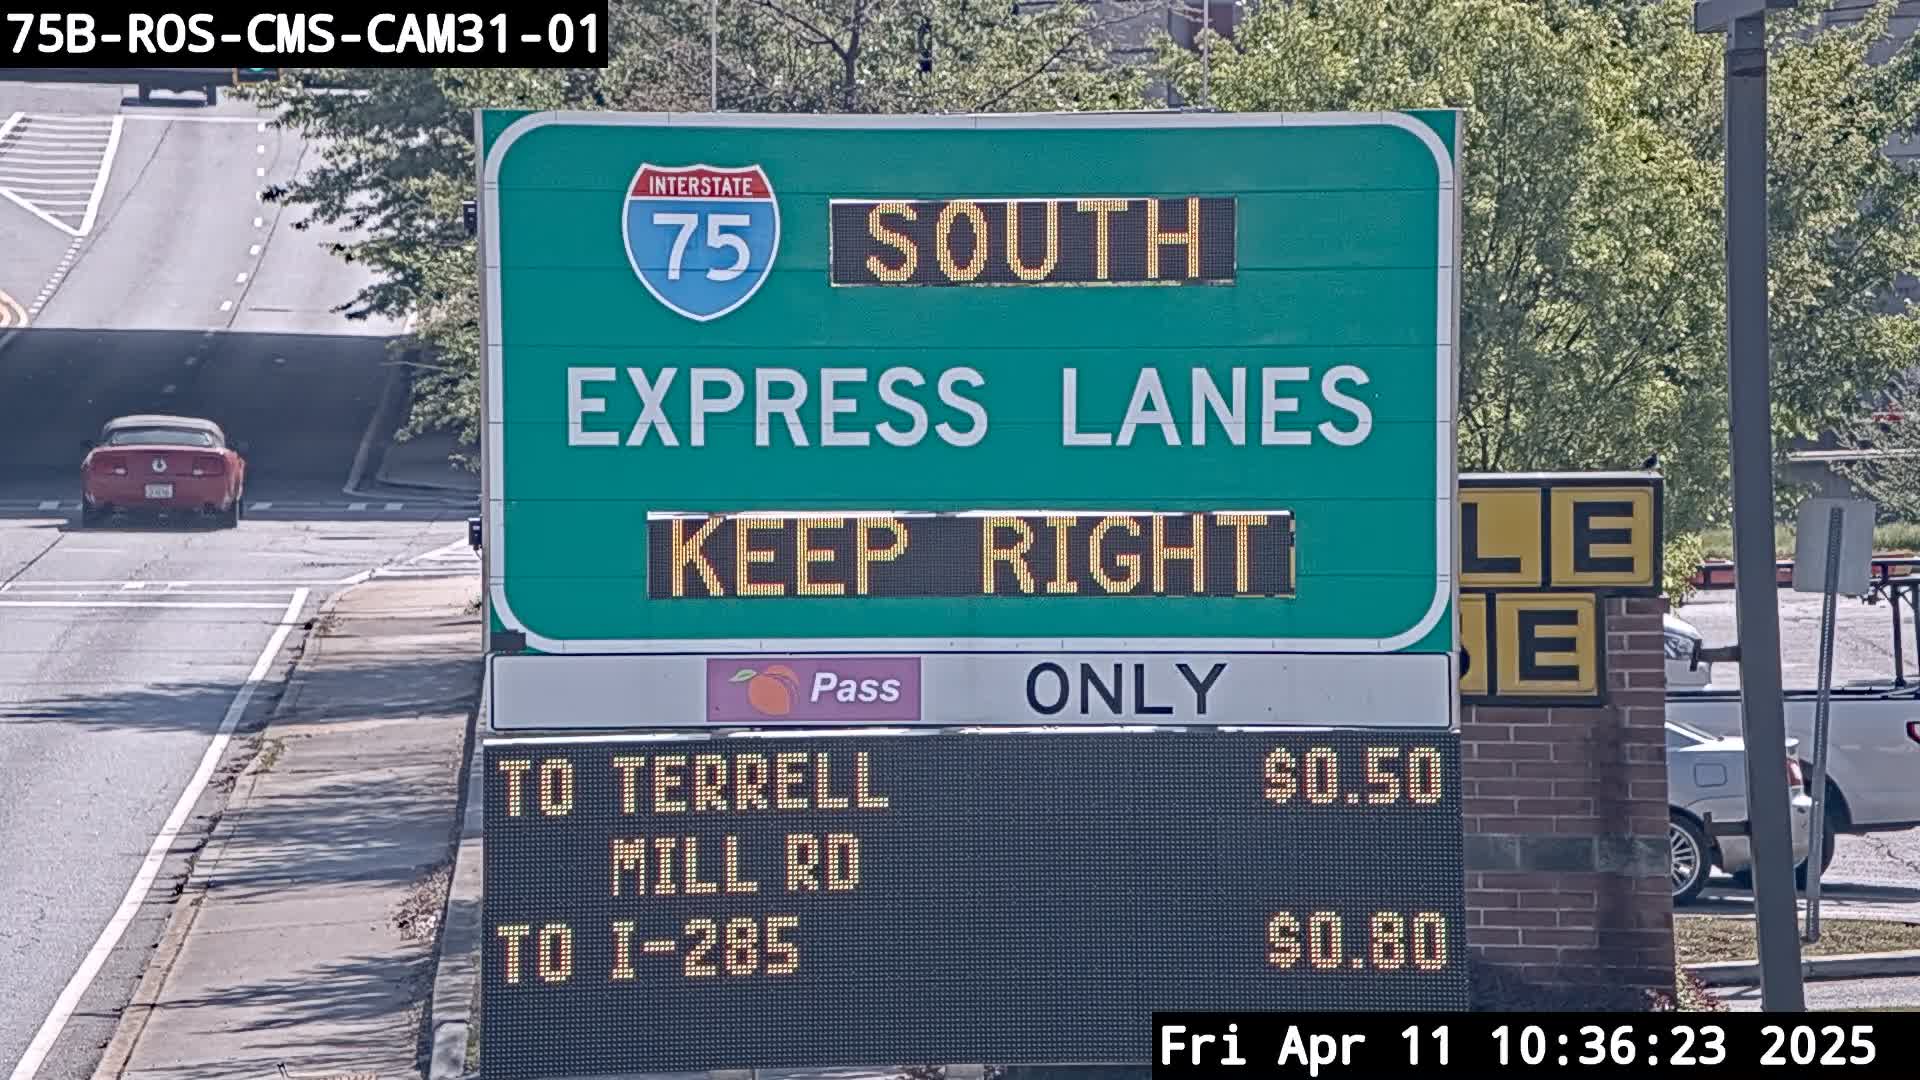 75B-ROS-CMS-CAM31-01
INTERSTATE
75
SOUTH
EXPRESS LANES
KEEP RIGHT
Pass ONLY
TO TERRELL $0.50
MILL RD
TO I-285 $0.80
LE
E
Fri Apr 11 10:36:23 2025